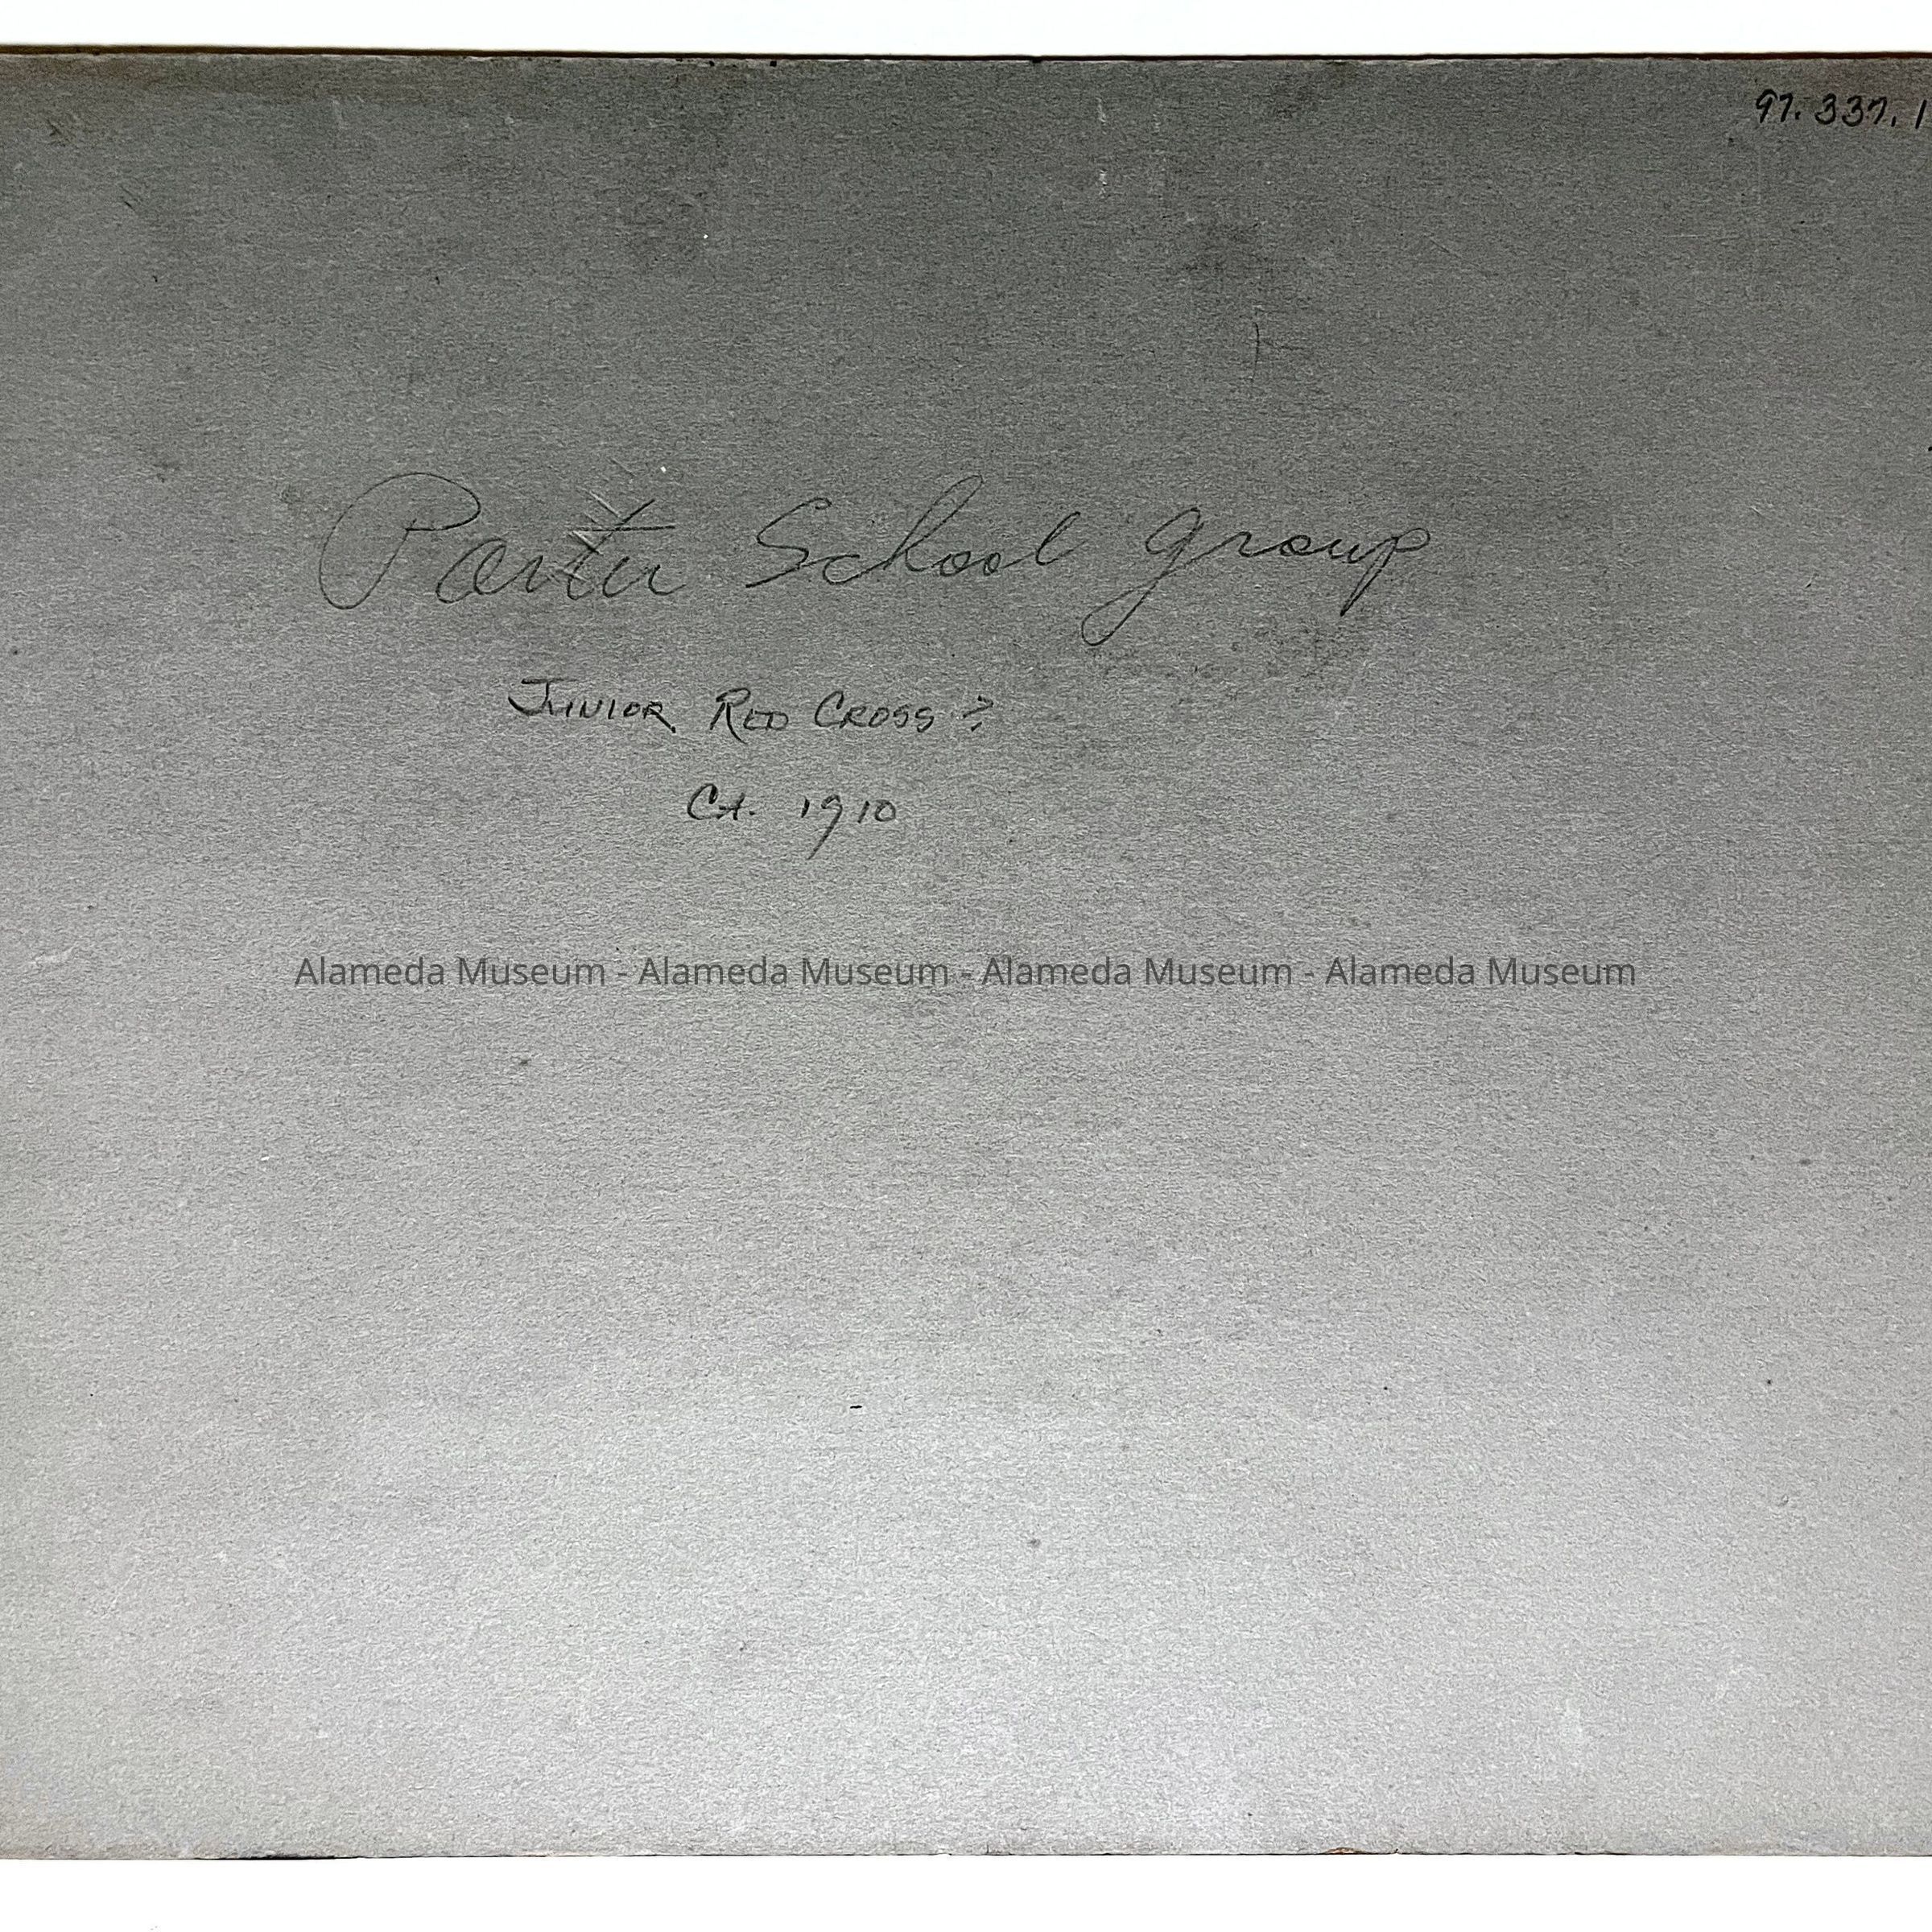 97.337.1
Porter School Group
JUNIOR RED CROSS?
CA. 1910
Alameda Museum - Alameda Museum - Alameda Museum - Alameda Museum